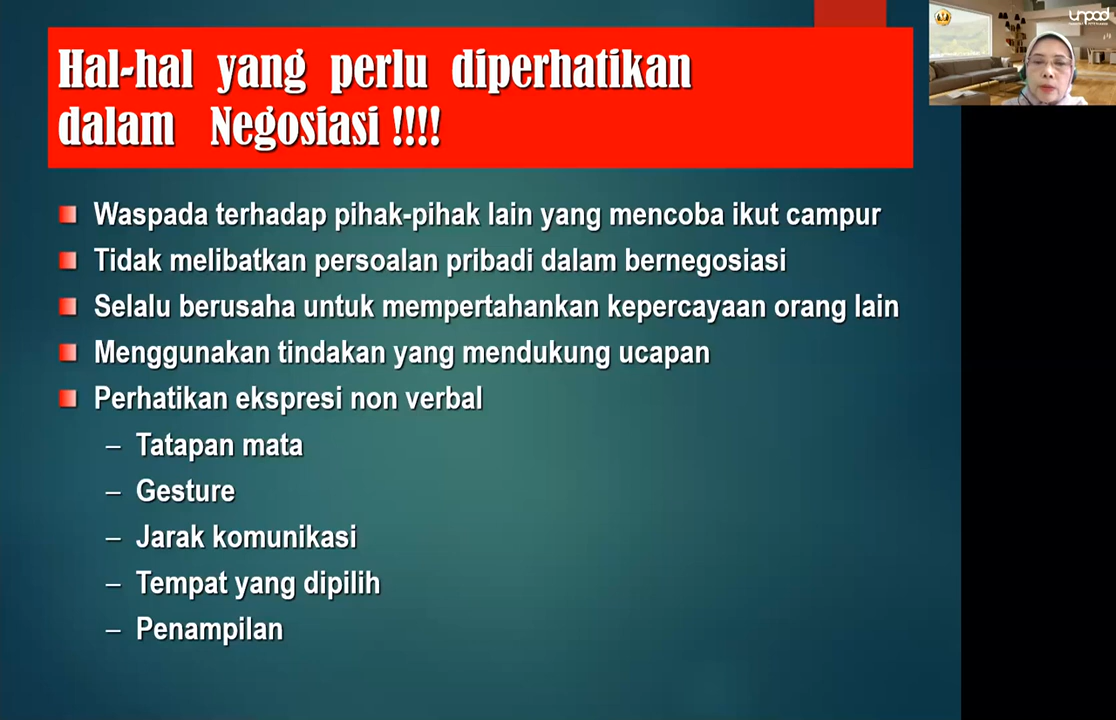 Hal-hal yang perlu diperhatikan
dalam Negosiasi !!!!
Waspada terhadap pihak-pihak lain yang mencoba ikut campur
Tidak melibatkan persoalan pribadi dalam bernegosiasi
Selalu berusaha untuk mempertahankan kepercayaan orang lain
Menggunakan tindakan yang mendukung ucapan
Perhatikan ekspresi non verbal
– Tatapan mata
– Gesture
– Jarak komunikasi
– Tempat yang dipilih
– Penampilan
unpad